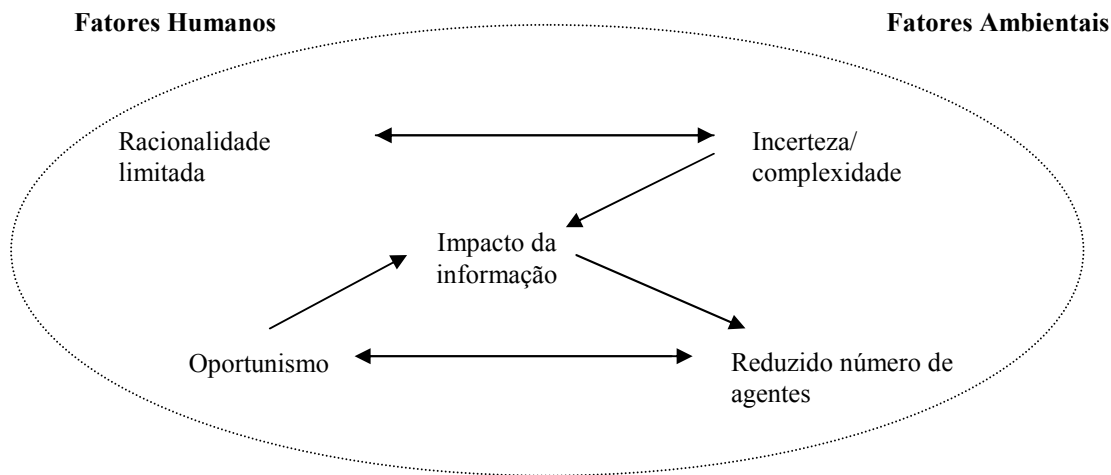 Fatores Humanos
Fatores Ambientais
Racionalidade
limitada
Incerteza/
complexidade
Impacto da
informação
Oportunismo
Reduzido número de
agentes